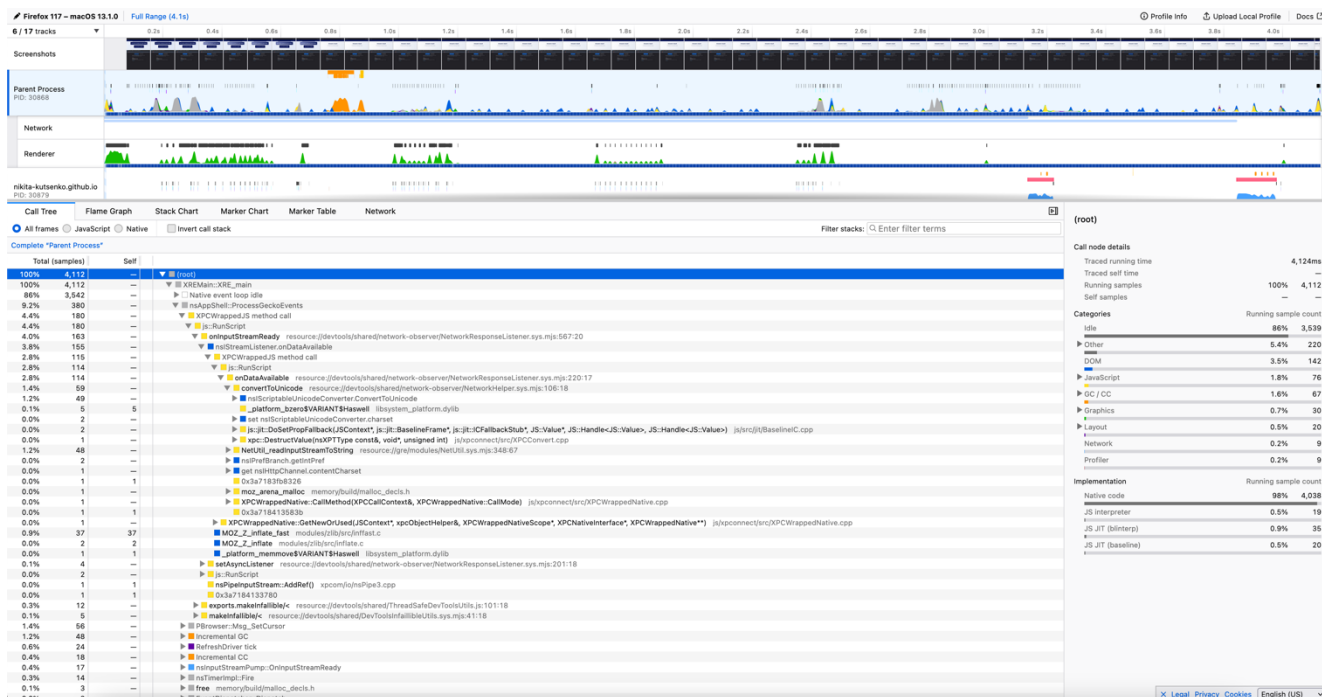 Firefox 117 – macOS 13.1.0 Full Range (4.1s) Profile Info Upload Local Profile Docs
6 / 17 tracks 0.2s 0.4s 0.6s 0.8s 1.0s 1.2s 1.4s 1.6s 1.8s 2.0s 2.2s 2.4s 2.6s 2.8s 3.0s 3.2s 3.4s 3.6s 3.8s 4.0s
Screenshots
Parent Process
PID: 30868
Network
Renderer
nikita-kutsenko.github.io
PID: 30879
Call Tree Flame Graph Stack Chart Marker Chart Marker Table Network
All frames JavaScript Native Invert call stack Filter stacks: Enter filter terms
Complete "Parent Process"
Total (samples) Self
100% 4,112 — (root)
100% 4,112 — XREMain::XRE_main
86% 3,542 — Native event loop idle
9.2% 380 — nsAppShell::ProcessGeckoEvents
4.4% 180 — XPCWrappedJS method call
4.4% 180 — js::RunScript
4.0% 163 — onInputStreamReady resource://devtools/shared/network-observer/NetworkResponseListener.sys.mjs:567:20
3.8% 155 — nsIStreamListener.onDataAvailable
2.8% 115 — XPCWrappedJS method call
2.8% 114 — js::RunScript
2.8% 114 — onDataAvailable resource://devtools/shared/network-observer/NetworkResponseListener.sys.mjs:220:17
1.4% 59 — convertToUnicode resource://devtools/shared/network-observer/NetworkHelper.sys.mjs:106:18
1.2% 49 — nsIScriptableUnicodeConverter.ConvertToUnicode
0.1% 5 5 _platform_bzero$VARIANT$Haswell libsystem_platform.dylib
0.0% 2 — set nsIScriptableUnicodeConverter.charset
0.0% 2 — js::jit::DoSetPropFallback(JSContext*, js::jit::BaselineFrame*, js::jit::ICFallbackStub*, JS::Value*, JS::Handle<JS::Value>, JS::Handle<JS::Value>) js/src/jit/BaselineIC.cpp
0.0% 1 — xpc::DestructValue(nsXPTType const&, void*, unsigned int) js/xpconnect/src/XPCConvert.cpp
1.2% 48 — NetUtil_readInputStreamToString resource://gre/modules/NetUtil.sys.mjs:348:67
0.0% 2 — nsIPrefBranch.getIntPref
0.0% 1 — get nsIHttpChannel.contentCharset
0.0% 1 1 0x3a7183fb8326
0.0% 1 — moz_arena_malloc memory/build/malloc_decls.h
0.0% 1 — XPCWrappedNative::CallMethod(XPCCallContext&, XPCWrappedNative::CallMode) js/xpconnect/src/XPCWrappedNative.cpp
0.0% 1 1 0x3a718413583b
0.0% 1 — XPCWrappedNative::GetNewOrUsed(JSContext*, xpcObjectHelper&, XPCWrappedNativeScope*, XPCNativeInterface*, XPCWrappedNative**) js/xpconnect/src/XPCWrappedNative.cpp
0.9% 37 37 MOZ_Z_inflate_fast modules/zlib/src/inffast.c
0.0% 2 2 MOZ_Z_inflate modules/zlib/src/inflate.c
0.0% 1 1 _platform_memmove$VARIANT$Haswell libsystem_platform.dylib
0.1% 4 — setAsyncListener resource://devtools/shared/network-observer/NetworkResponseListener.sys.mjs:201:18
0.0% 2 — js::RunScript
0.0% 1 1 nsPipeInputStream::AddRef() xpcom/io/nsPipe3.cpp
0.0% 1 1 0x3a7184133780
0.3% 12 — exports.makeInfallible/< resource://devtools/shared/ThreadSafeDevToolsUtils.js:101:18
0.1% 5 — makeInfallible/< resource://devtools/shared/DevToolsInfaillibleUtils.sys.mjs:41:18
1.4% 56 — PBrowser::Msg_SetCursor
1.2% 48 — Incremental GC
0.6% 24 — RefreshDriver tick
0.4% 18 — Incremental CC
0.4% 17 — nsInputStreamPump::OnInputStreamReady
0.3% 14 — nsTimerImpl::Fire
0.1% 3 — free memory/build/malloc_decls.h
(root)
Call node details
Traced running time 4,124ms
Traced self time —
Running samples 100% 4,112
Self samples — —
Categories Running sample count
Idle 86% 3,539
Other 5.4% 220
DOM 3.5% 142
JavaScript 1.8% 76
GC / CC 1.6% 67
Graphics 0.7% 30
Layout 0.5% 20
Network 0.2% 9
Profiler 0.2% 9
Implementation Running sample count
Native code 98% 4,038
JS interpreter 0.5% 19
JS JIT (blinterp) 0.9% 35
JS JIT (baseline) 0.5% 20
X Legal Privacy Cookies English (US)